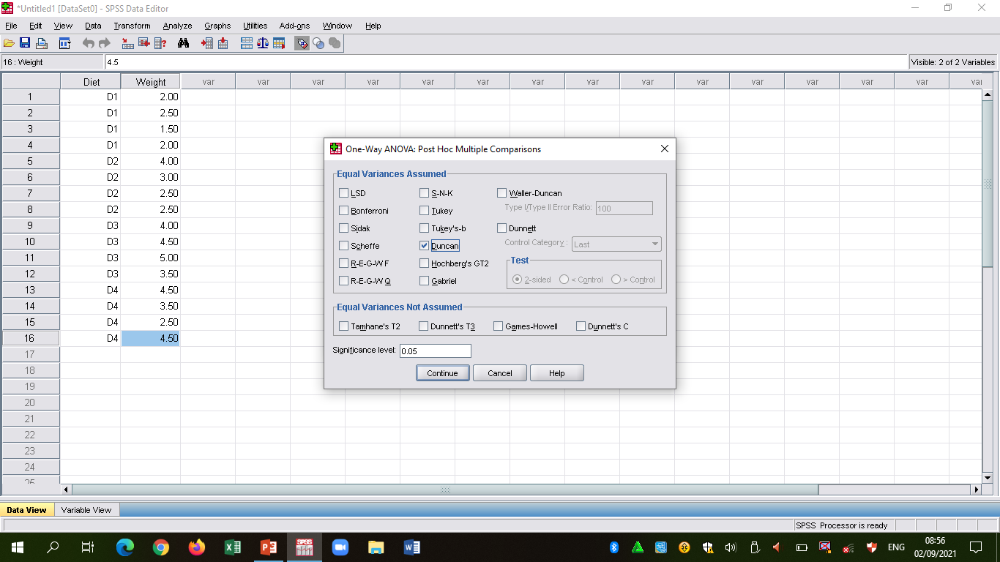 *Untitled1 [DataSet0] - SPSS Data Editor
File Edit View Data Transform Analyze Graphs Utilities Add-ons Window Help
16 : Weight 4.5 Visible: 2 of 2 Variables
Diet Weight var var var var var var var var var var var var var var var
1 D1 2.00
2 D1 2.50
3 D1 1.50
4 D1 2.00
5 D2 4.00
6 D2 3.00
7 D2 2.50
8 D2 2.50
9 D3 4.00
10 D3 4.50
11 D3 5.00
12 D3 3.50
13 D4 4.50
14 D4 3.50
15 D4 2.50
16 D4 4.50
17
18
19
20
21
22
23
24
25
One-Way ANOVA: Post Hoc Multiple Comparisons
Equal Variances Assumed
LSD S-N-K Waller-Duncan
Type I/Type II Error Ratio: 100
Bonferroni Tukey
Sidak Tukey's-b Dunnett
Control Category : Last
Scheffe Duncan
Test
R-E-G-W F Hochberg's GT2
R-E-G-W Q Gabriel 2-sided < Control > Control
Equal Variances Not Assumed
Tamhane's T2 Dunnett's T3 Games-Howell Dunnett's C
Significance level: 0.05
Continue Cancel Help
Data View Variable View
SPSS Processor is ready
SPSS
ENG
08:56
02/09/2021